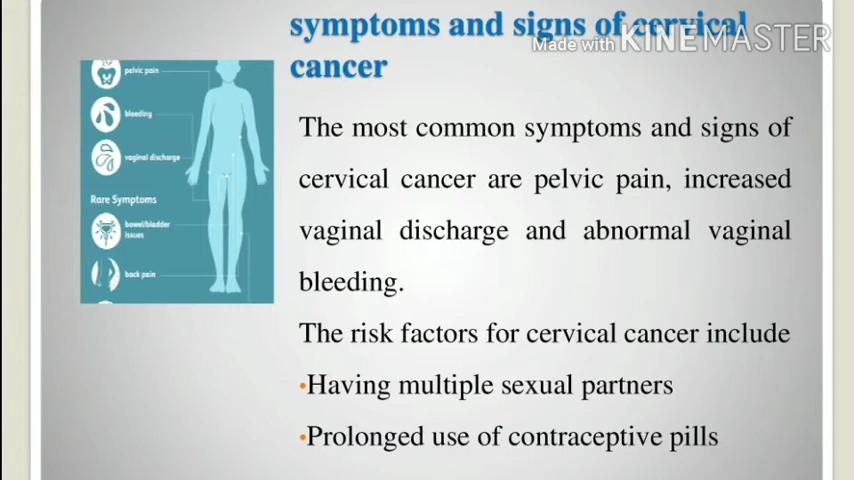 symptoms and signs of cervical
cancer
Made with KINEMASTER
pelvic pain
bleeding
vaginal discharge
Rare Symptoms
bowel/bladder
issues
back pain
The most common symptoms and signs of
cervical cancer are pelvic pain, increased
vaginal discharge and abnormal vaginal
bleeding.
The risk factors for cervical cancer include
•Having multiple sexual partners
•Prolonged use of contraceptive pills